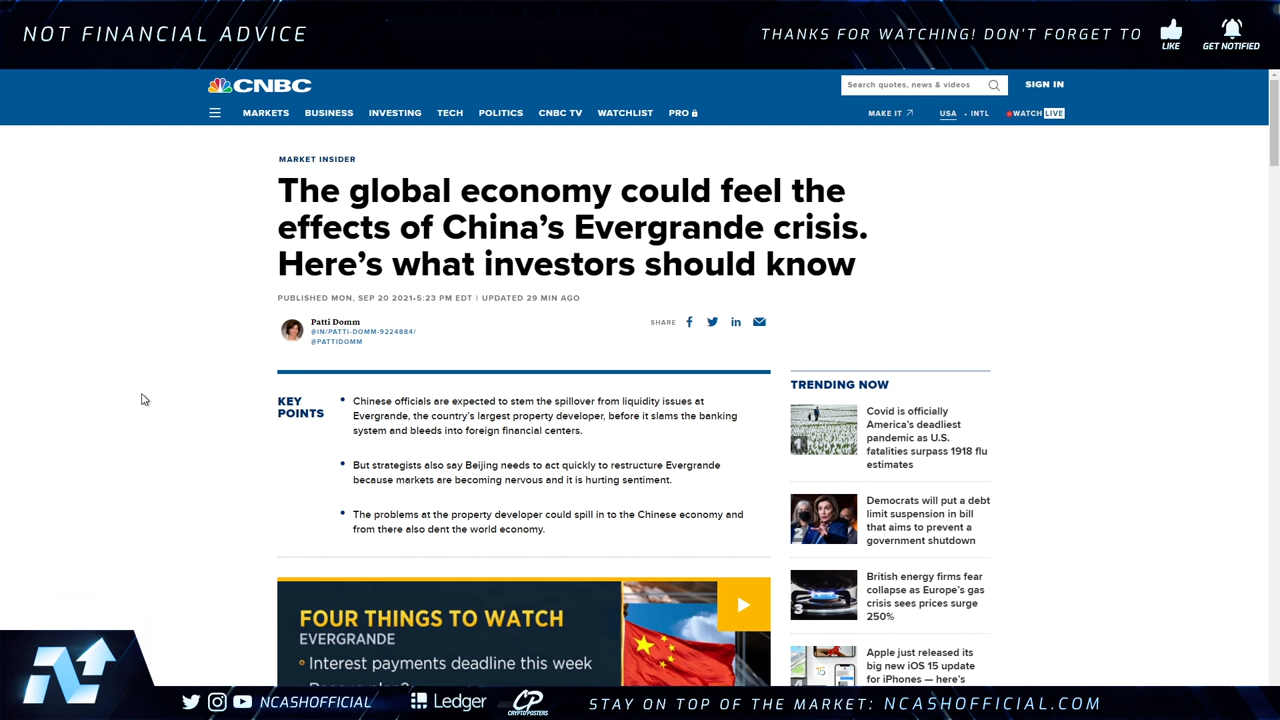 NOT FINANCIAL ADVICE
THANKS FOR WATCHING! DON'T FORGET TO
LIKE
GET NOTIFIED
CNBC
Search quotes, news & videos
SIGN IN
MARKETS BUSINESS INVESTING TECH POLITICS CNBC TV WATCHLIST PRO
MAKE IT USA • INTL WATCH LIVE
MARKET INSIDER
The global economy could feel the
effects of China's Evergrande crisis.
Here's what investors should know
PUBLISHED MON, SEP 20 2021•5:23 PM EDT | UPDATED 29 MIN AGO
Patti Domm
@IN/PATTI-DOMM-9224884/
@PATTIDOMM
SHARE
KEY
POINTS
• Chinese officials are expected to stem the spillover from liquidity issues at
Evergrande, the country's largest property developer, before it slams the banking
system and bleeds into foreign financial centers.
• But strategists also say Beijing needs to act quickly to restructure Evergrande
because markets are becoming nervous and it is hurting sentiment.
• The problems at the property developer could spill in to the Chinese economy and
from there also dent the world economy.
FOUR THINGS TO WATCH
EVERGRANDE
Interest payments deadline this week
TRENDING NOW
1
Covid is officially
America's deadliest
pandemic as U.S.
fatalities surpass 1918 flu
estimates
2
Democrats will put a debt
limit suspension in bill
that aims to prevent a
government shutdown
3
British energy firms fear
collapse as Europe's gas
crisis sees prices surge
250%
Apple just released its
big new iOS 15 update
for iPhones — here's
NCASHOFFICIAL
Ledger
CP
CRYPTOPOSTERS
STAY ON TOP OF THE MARKET: NCASHOFFICIAL.COM